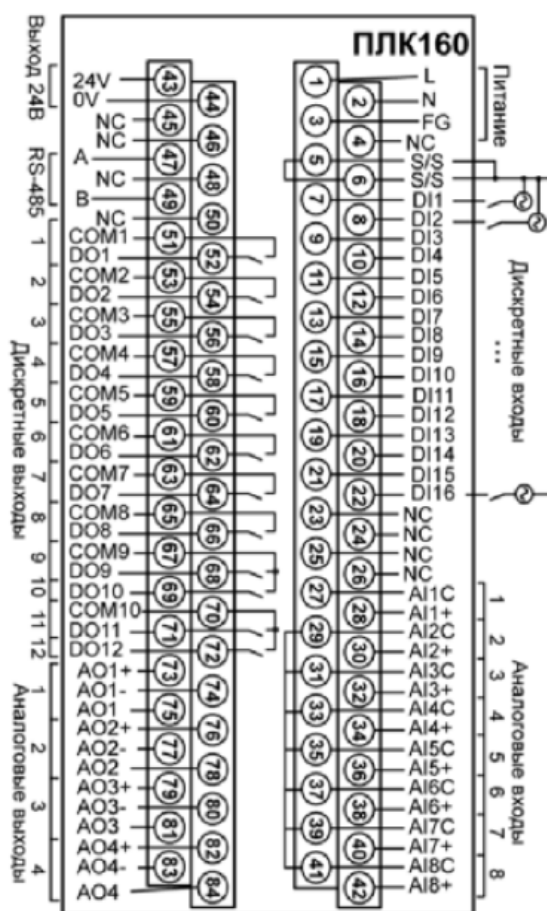 ПЛК160
Выход 24В
24V
43
0V
44
NC
45
NC
46
RS-485
A
47
NC
48
B
49
NC
50
Дискретные выходы
1
COM1
51
DO1
52
2
COM2
53
DO2
54
3
COM3
55
DO3
56
4
COM4
57
DO4
58
5
COM5
59
DO5
60
6
COM6
61
DO6
62
7
COM7
63
DO7
64
8
COM8
65
DO8
66
9
COM9
67
DO9
68
10
DO10
69
COM10
70
11
DO11
71
12
DO12
72
Аналоговые выходы
1
AO1+
73
AO1-
74
AO1
75
2
AO2+
76
AO2-
77
AO2
78
3
AO3+
79
AO3-
80
AO3
81
4
AO4+
82
AO4-
83
AO4
84
Питание
1
L
2
N
3
FG
4
NC
5
S/S
6
S/S
Дискретные входы
...
7
DI1
8
DI2
9
DI3
10
DI4
11
DI5
12
DI6
13
DI7
14
DI8
15
DI9
16
DI10
17
DI11
18
DI12
19
DI13
20
DI14
21
DI15
22
DI16
23
NC
24
NC
25
NC
26
NC
Аналоговые входы
1
27
AI1C
28
AI1+
2
29
AI2C
30
AI2+
3
31
AI3C
32
AI3+
4
33
AI4C
34
AI4+
5
35
AI5C
36
AI5+
6
37
AI6C
38
AI6+
7
39
AI7C
40
AI7+
8
41
AI8C
42
AI8+